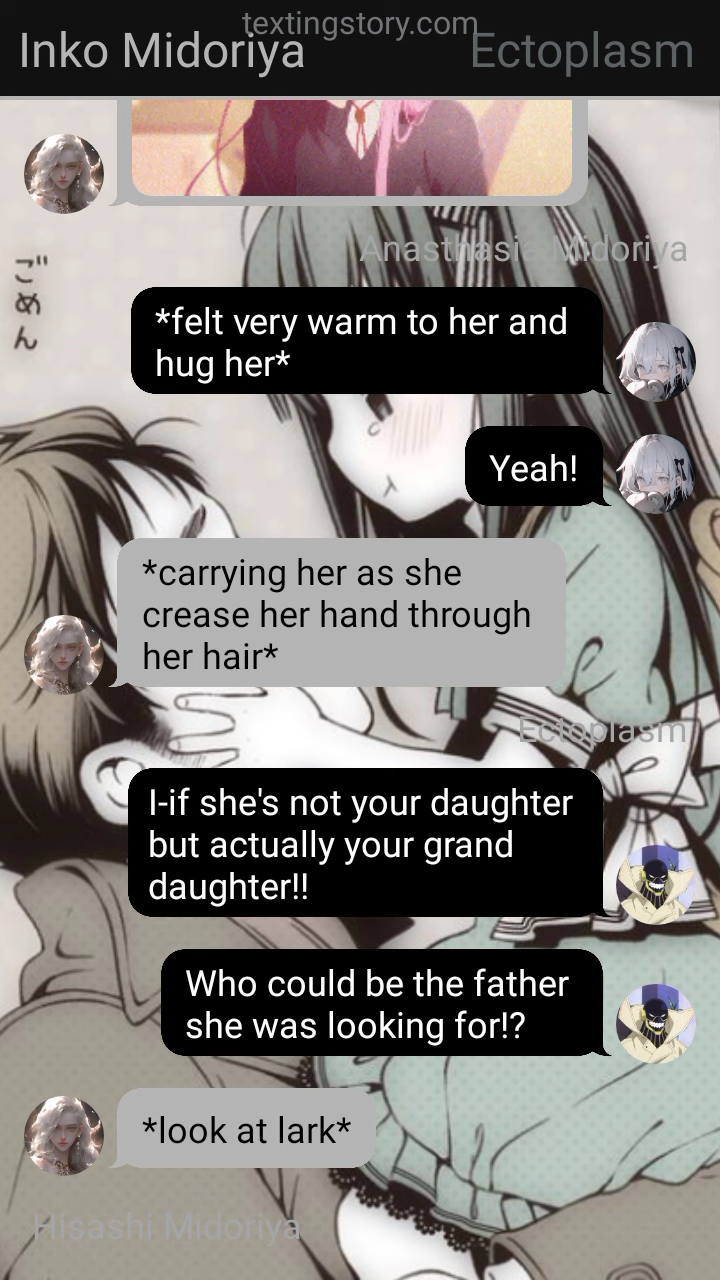 textingstory.com
Inko Midoriya
Ectoplasm
Anasthasia Midoriya
ごめん
*felt very warm to her and
hug her*
Yeah!
*carrying her as she
crease her hand through
her hair*
Ectoplasm
I-if she's not your daughter
but actually your grand
daughter!!
Who could be the father
she was looking for!?
*look at lark*
Hisashi Midoriya